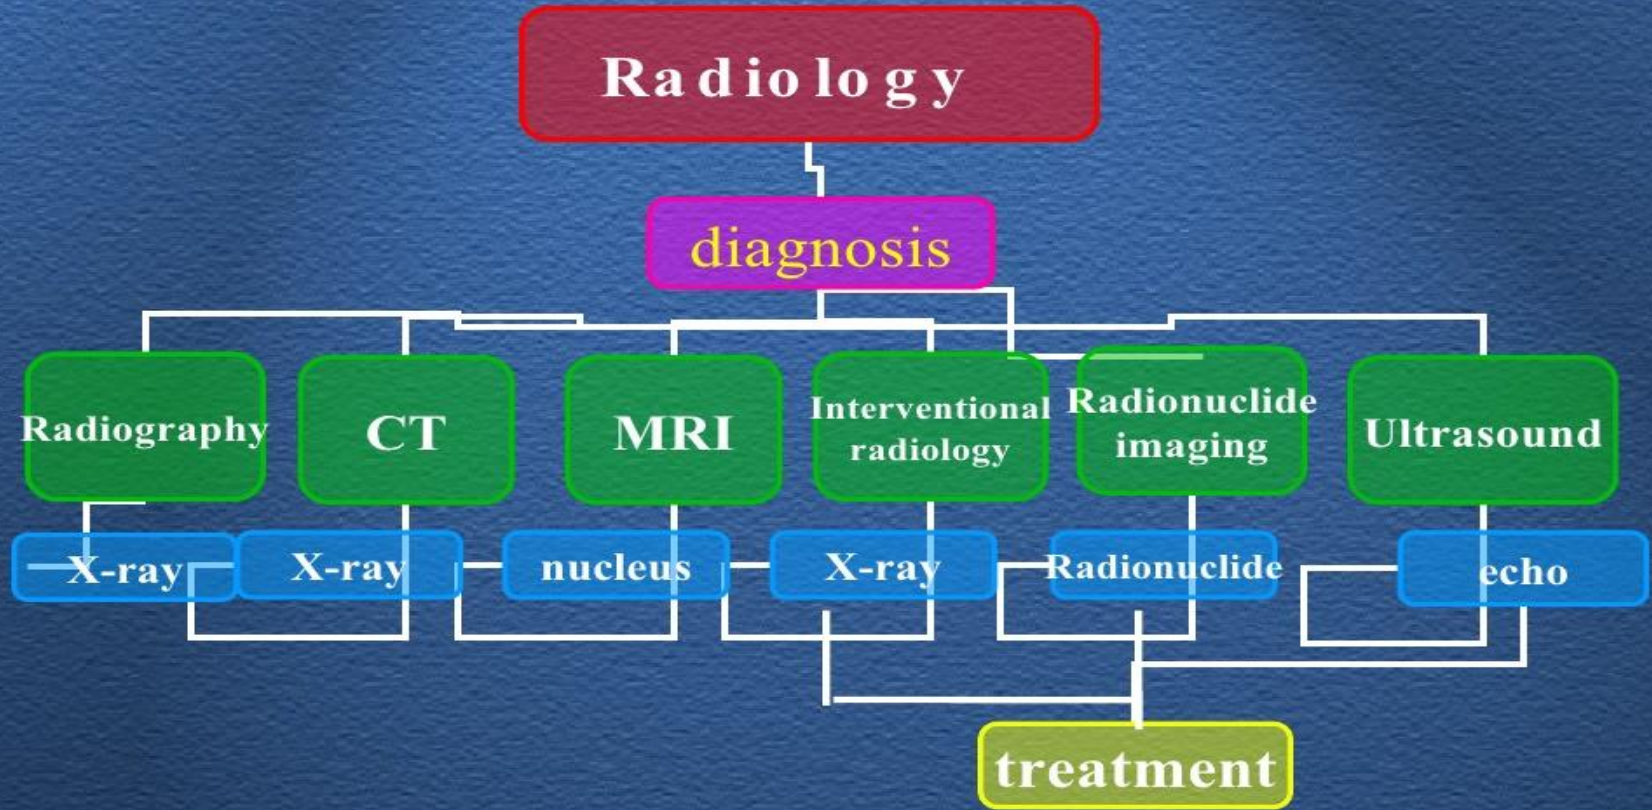 Radiology
diagnosis
Radiography
CT
MRI
Interventional
radiology
Radionuclide
imaging
Ultrasound
X-ray
X-ray
nucleus
X-ray
Radionuclide
echo
treatment